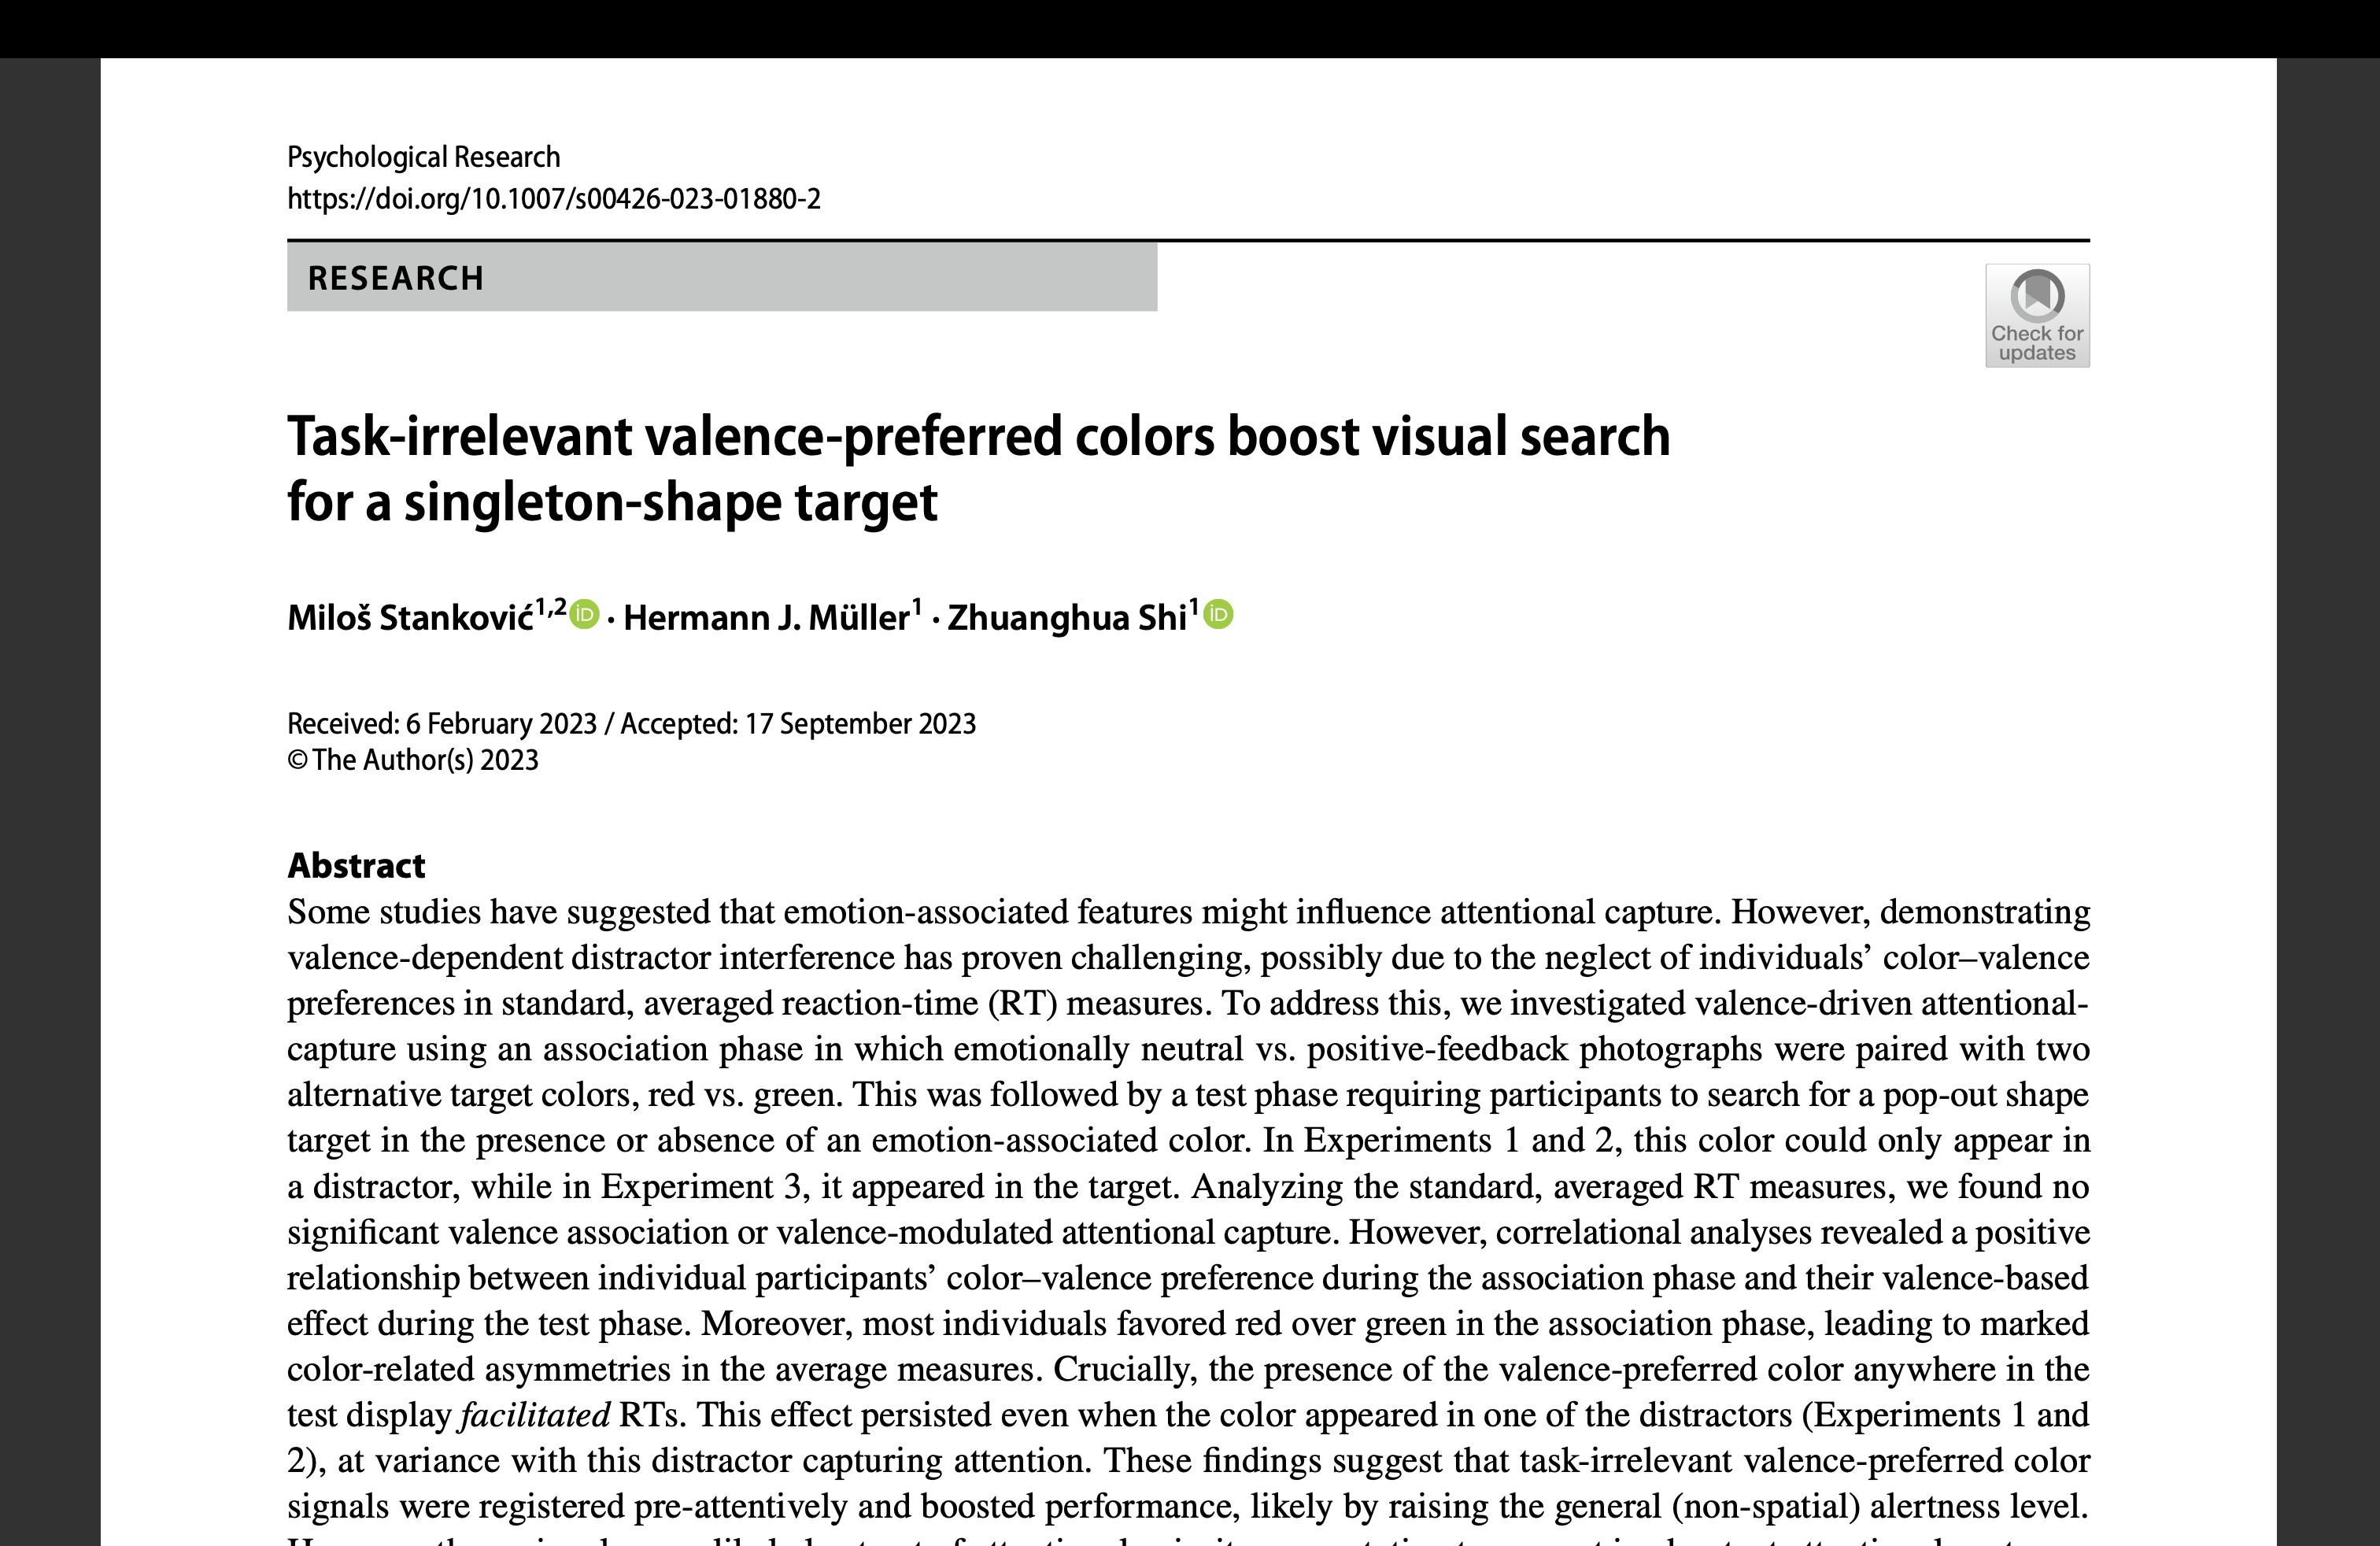 Psychological Research
https://doi.org/10.1007/s00426-023-01880-2
RESEARCH
Check for
updates
Task-irrelevant valence-preferred colors boost visual search
for a singleton-shape target
Miloš Stanković1,2 iD · Hermann J. Müller1 · Zhuanghua Shi1 iD
Received: 6 February 2023 / Accepted: 17 September 2023
© The Author(s) 2023
Abstract
Some studies have suggested that emotion-associated features might influence attentional capture. However, demonstrating
valence-dependent distractor interference has proven challenging, possibly due to the neglect of individuals’ color–valence
preferences in standard, averaged reaction-time (RT) measures. To address this, we investigated valence-driven attentional-
capture using an association phase in which emotionally neutral vs. positive-feedback photographs were paired with two
alternative target colors, red vs. green. This was followed by a test phase requiring participants to search for a pop-out shape
target in the presence or absence of an emotion-associated color. In Experiments 1 and 2, this color could only appear in
a distractor, while in Experiment 3, it appeared in the target. Analyzing the standard, averaged RT measures, we found no
significant valence association or valence-modulated attentional capture. However, correlational analyses revealed a positive
relationship between individual participants’ color–valence preference during the association phase and their valence-based
effect during the test phase. Moreover, most individuals favored red over green in the association phase, leading to marked
color-related asymmetries in the average measures. Crucially, the presence of the valence-preferred color anywhere in the
test display facilitated RTs. This effect persisted even when the color appeared in one of the distractors (Experiments 1 and
2), at variance with this distractor capturing attention. These findings suggest that task-irrelevant valence-preferred color
signals were registered pre-attentively and boosted performance, likely by raising the general (non-spatial) alertness level.